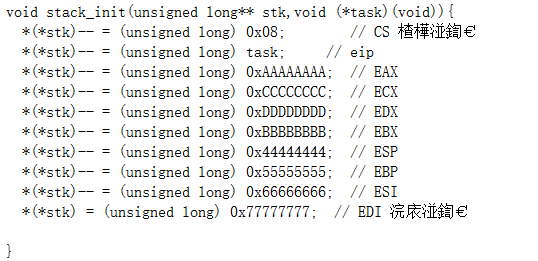 void stack_init(unsigned long** stk,void (*task)(void)){
*(*stk)-- = (unsigned long) 0x08; // CS 楂樺湴鍧€
*(*stk)-- = (unsigned long) task; // eip
*(*stk)-- = (unsigned long) 0xAAAAAAAA; // EAX
*(*stk)-- = (unsigned long) 0xCCCCCCCC; // ECX
*(*stk)-- = (unsigned long) 0xDDDDDDDD; // EDX
*(*stk)-- = (unsigned long) 0xBBBBBBBB; // EBX
*(*stk)-- = (unsigned long) 0x44444444; // ESP
*(*stk)-- = (unsigned long) 0x55555555; // EBP
*(*stk)-- = (unsigned long) 0x66666666; // ESI
*(*stk) = (unsigned long) 0x77777777; // EDI 浣庡湴鍧€
}